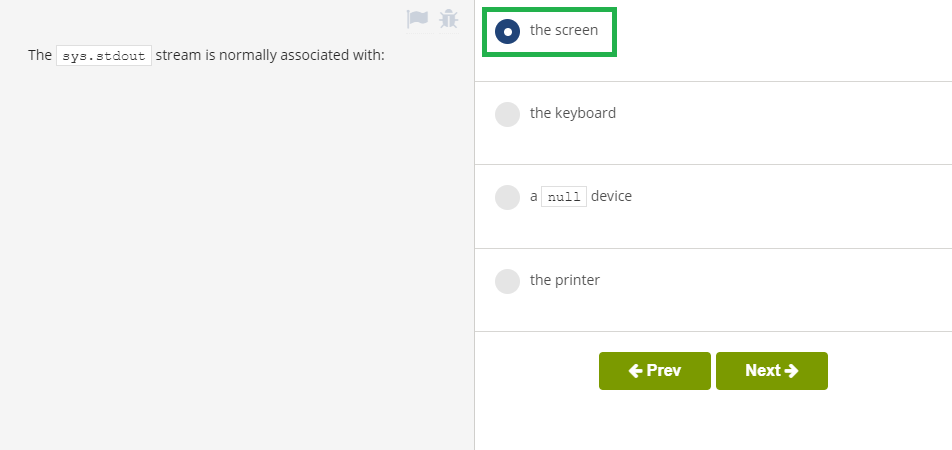 The sys.stdout stream is normally associated with:
the screen
the keyboard
a null device
the printer
Prev
Next